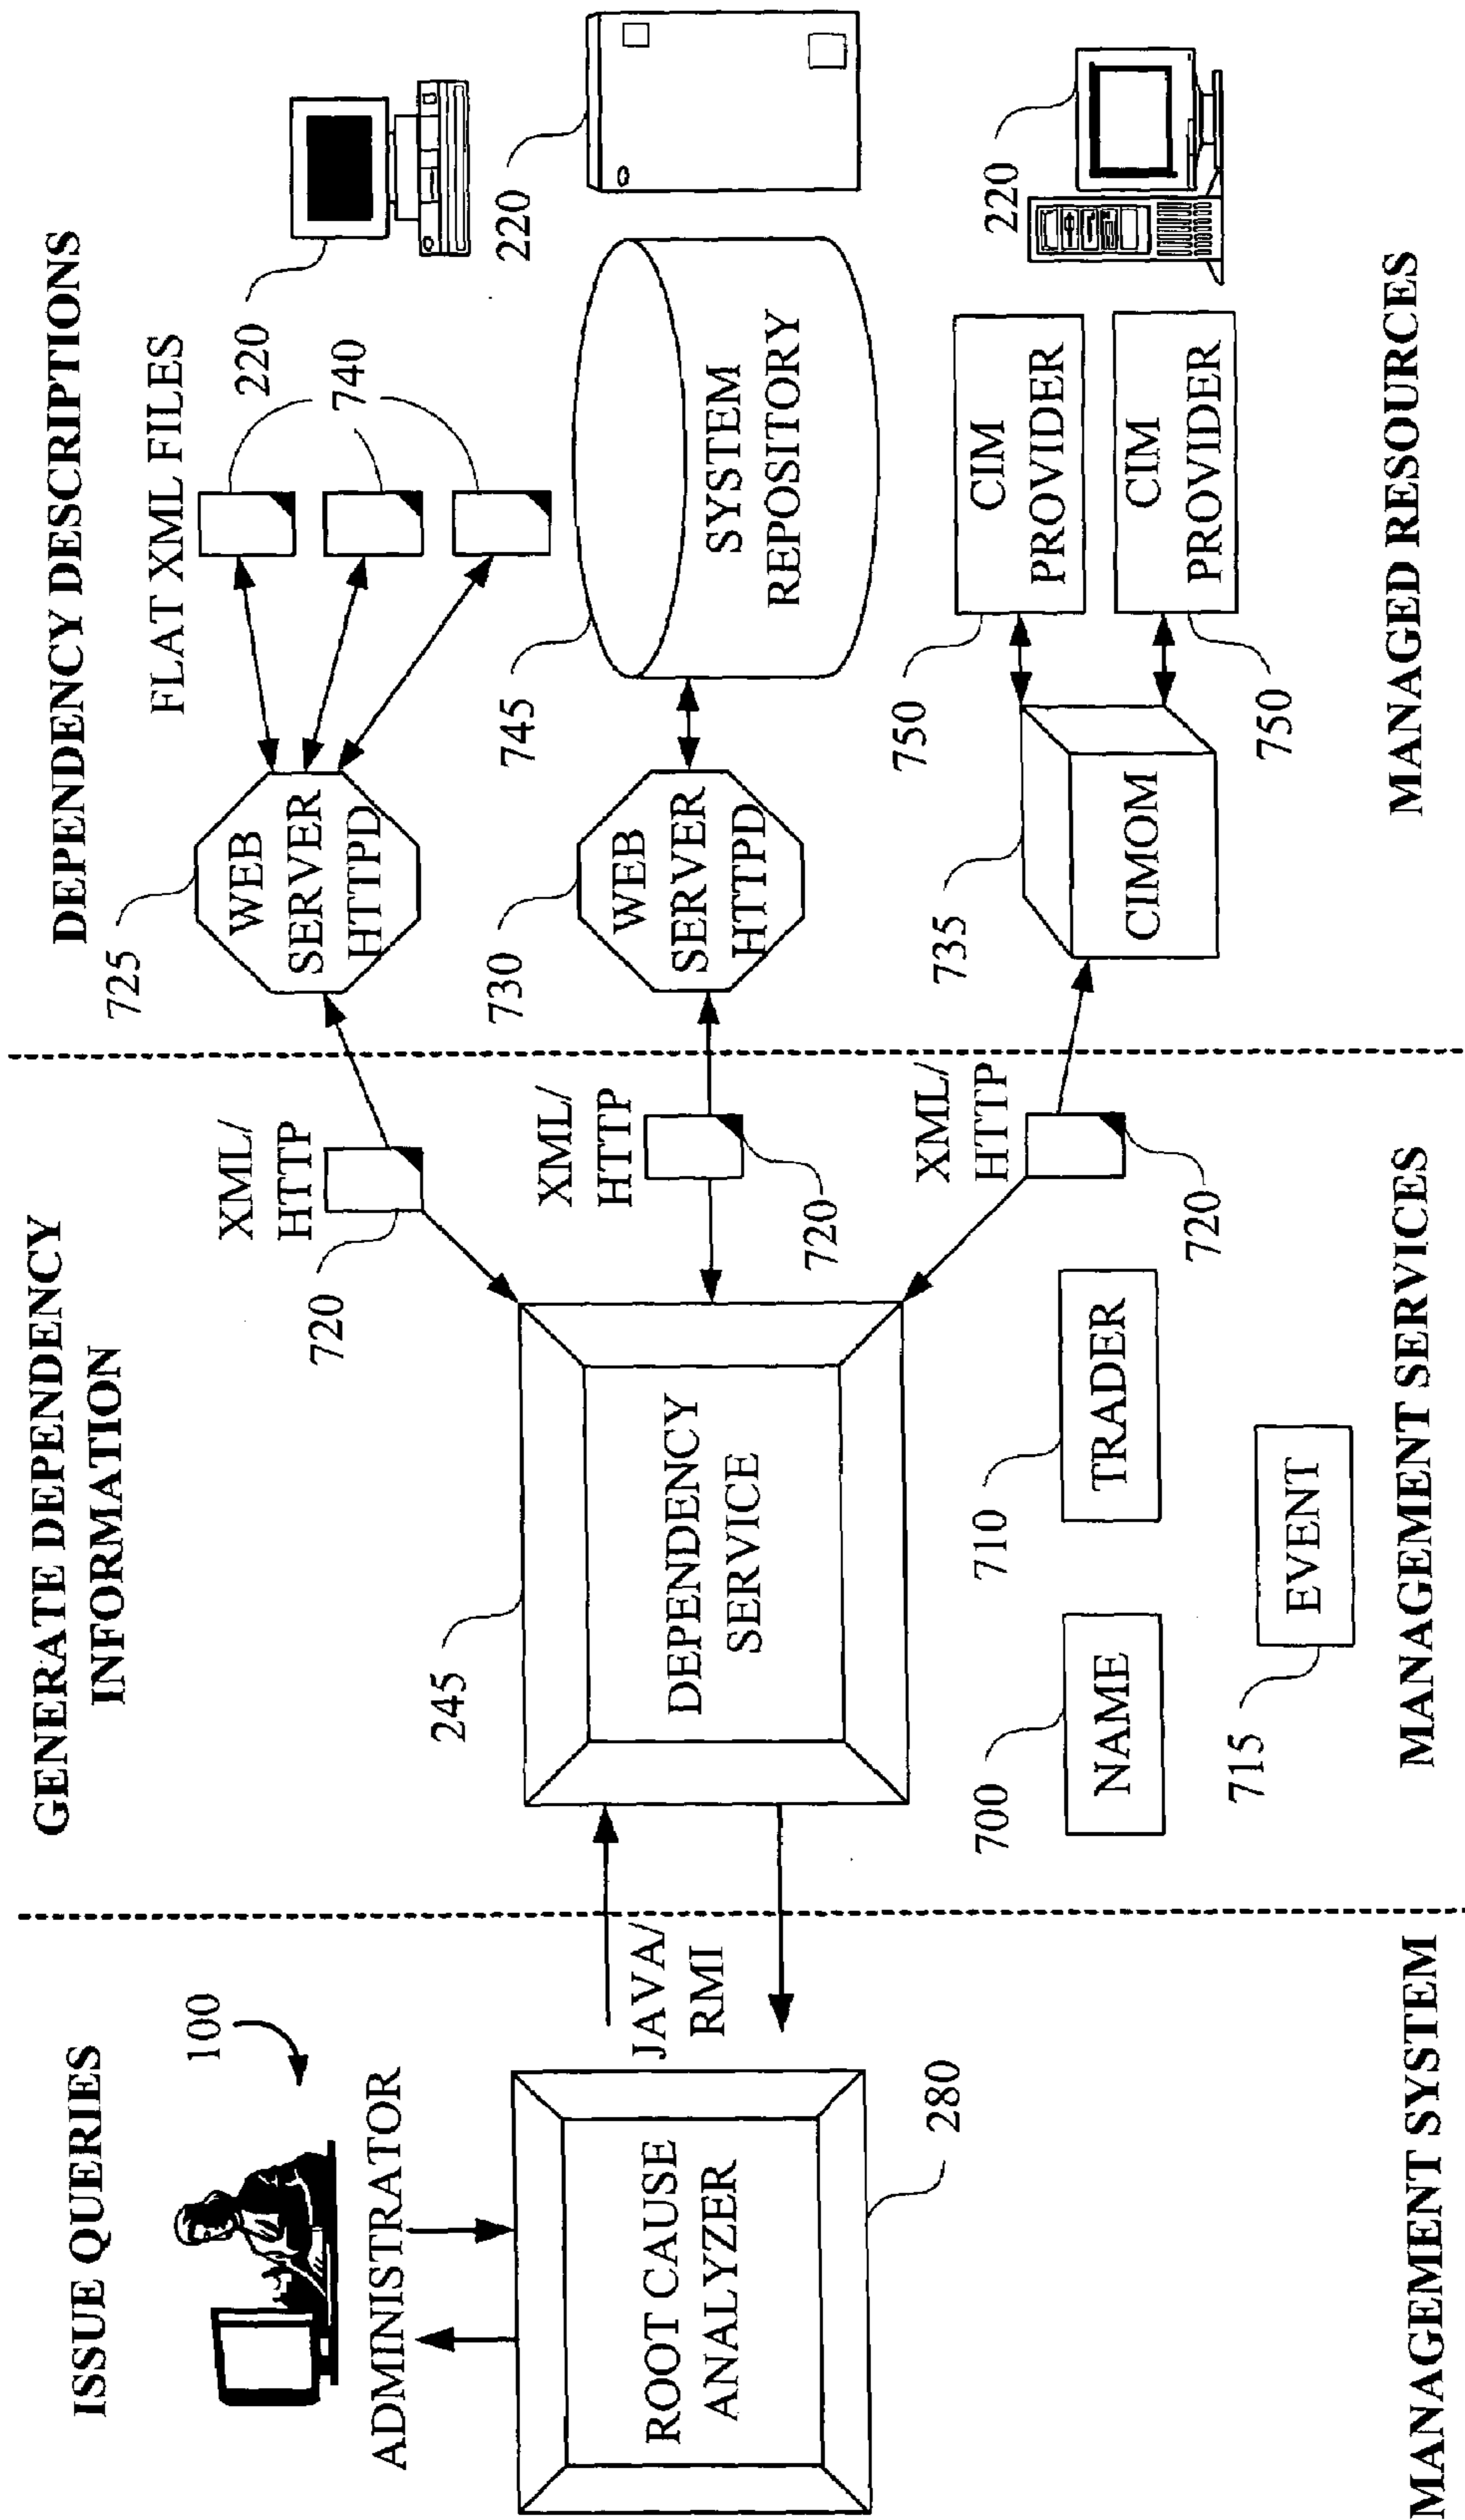 ISSUE QUERIES
100
ADMINISTRATOR
ROOT CAUSE
ANALYZER
280
JAVA/
RMI
MANAGEMENT SYSTEM
GENERATE DEPENDENCY
INFORMATION
245
DEPENDENCY
SERVICE
XML/
HTTP
720
XML/
HTTP
720
XML/
HTTP
720
700
NAME
710
TRADER
715
EVENT
MANAGEMENT SERVICES
DEPENDENCY DESCRIPTIONS
FLAT XML FILES
725
WEB
SERVER
HTTPD
220
740
730
WEB
SERVER
HTTPD
745
SYSTEM
REPOSITORY
220
735
CIMOM
750
CIM
PROVIDER
750
CIM
PROVIDER
220
MANAGED RESOURCES